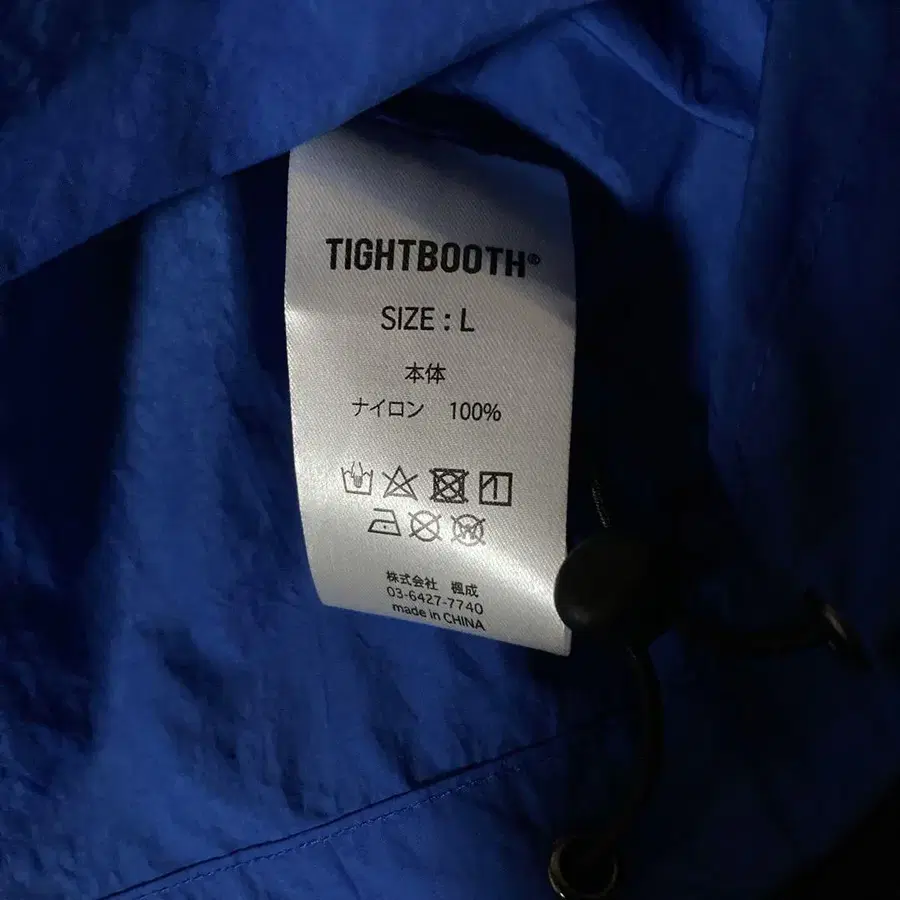 TIGHTBOOTH®
SIZE : L
本体
ナイロン 100%
株式会社 楓成
03-6427-7740
made in CHINA